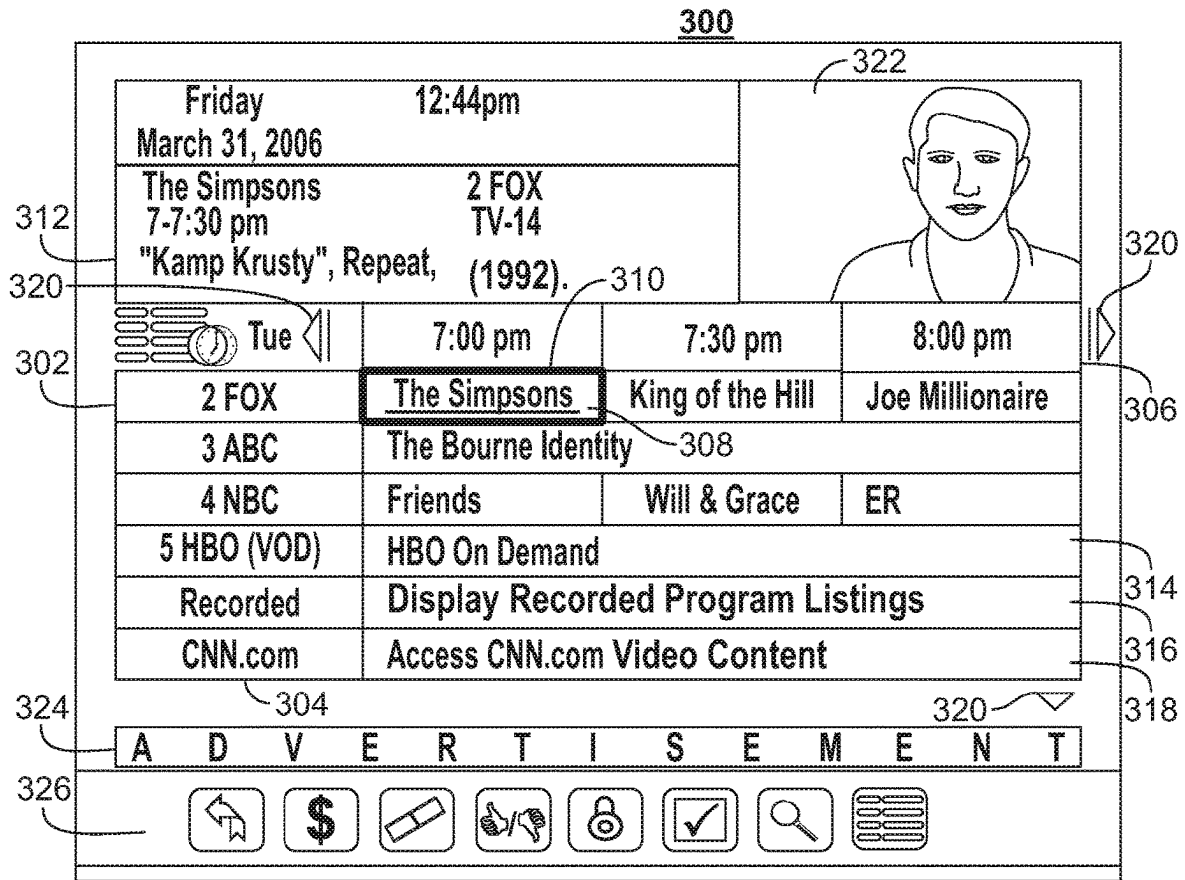 300
322
Friday 12:44pm
March 31, 2006
The Simpsons 2 FOX
7-7:30 pm TV-14
"Kamp Krusty", Repeat, (1992).
312
320
310
320
Tue 7:00 pm 7:30 pm 8:00 pm
302
2 FOX The Simpsons King of the Hill Joe Millionaire
306
3 ABC The Bourne Identity
308
4 NBC Friends Will & Grace ER
5 HBO (VOD) HBO On Demand
314
Recorded Display Recorded Program Listings
316
CNN.com Access CNN.com Video Content
318
304
320
324
A D V E R T I S E M E N T
326
$
/